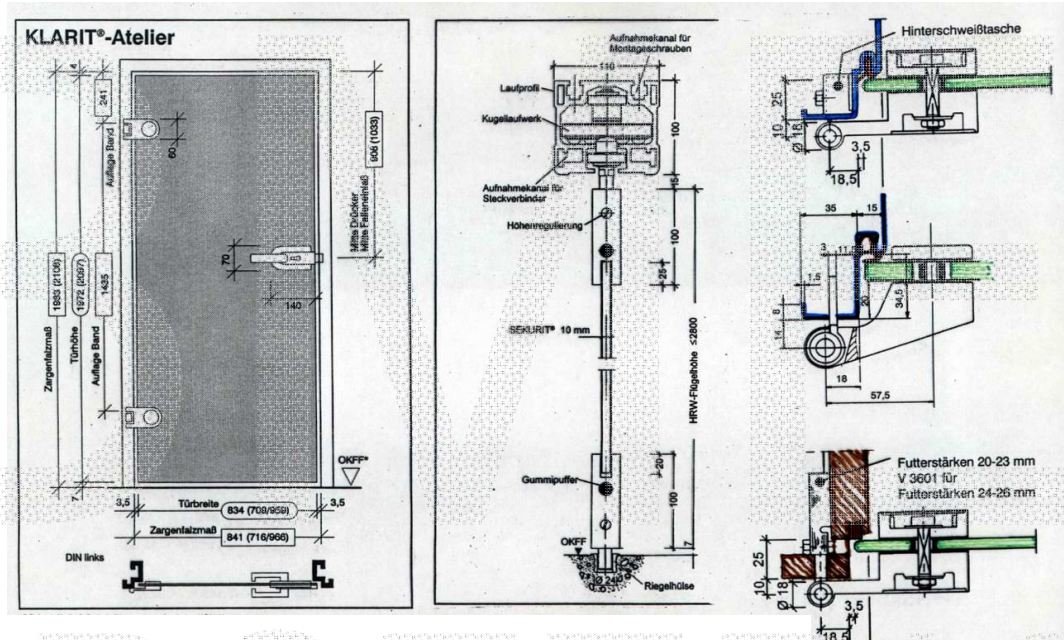 KLARIT®-Atelier
4
241
Auflage Band
60
906 (1033)
Mitte Drücker
Mitte Falleneinlaß
70
140
1983 (2108)
1972 (2097)
1435
Zargenfalzmaß
Türhöhe
Auflage Band
OKFF*
7
3,5
Türbreite
834 (709/959)
3,5
Zargenfalzmaß
841 (716/966)
DIN links
Aufnahmekanal für
Montageschrauben
110
Laufprofil
Kugellaufwerk
100
Aufnahmekanal für
Steckverbinder
15
Höhenregulierung
100
25
SEKURIT® 10 mm
HRW-Flügelhöhe ≤2800
20
Gummipuffer
100
OKFF
7
Ø 24
Riegelhülse
Hinterschweißtasche
25
10
Ø 18
3,5
18,5
35
15
3
11
1,5
20
34,5
8
14
18
57,5
Futterstärken 20-23 mm
V 3601 für
Futterstärken 24-26 mm
25
10
Ø 18
3,5
18,5